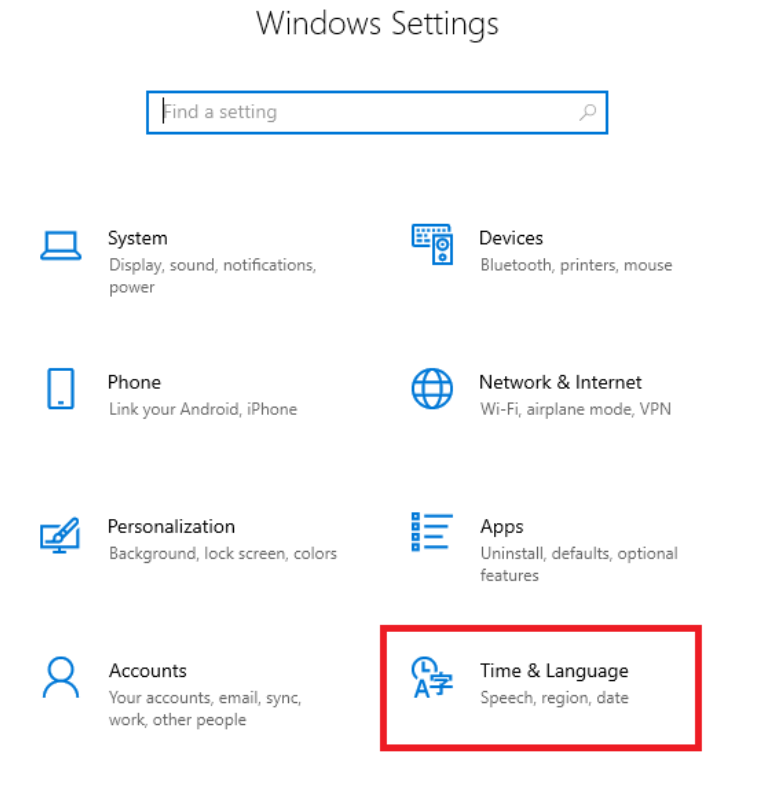 Windows Settings
Find a setting
System
Display, sound, notifications,
power
Devices
Bluetooth, printers, mouse
Phone
Link your Android, iPhone
Network & Internet
Wi-Fi, airplane mode, VPN
Personalization
Background, lock screen, colors
Apps
Uninstall, defaults, optional
features
Accounts
Your accounts, email, sync,
work, other people
A字
Time & Language
Speech, region, date